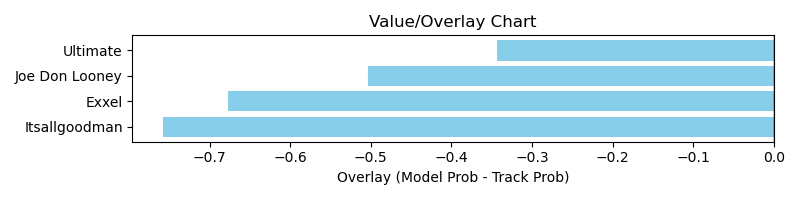 Value/Overlay Chart
Ultimate
Joe Don Looney
Exxel
Itsallgoodman
−0.7 −0.6 −0.5 −0.4 −0.3 −0.2 −0.1 0.0
Overlay (Model Prob - Track Prob)